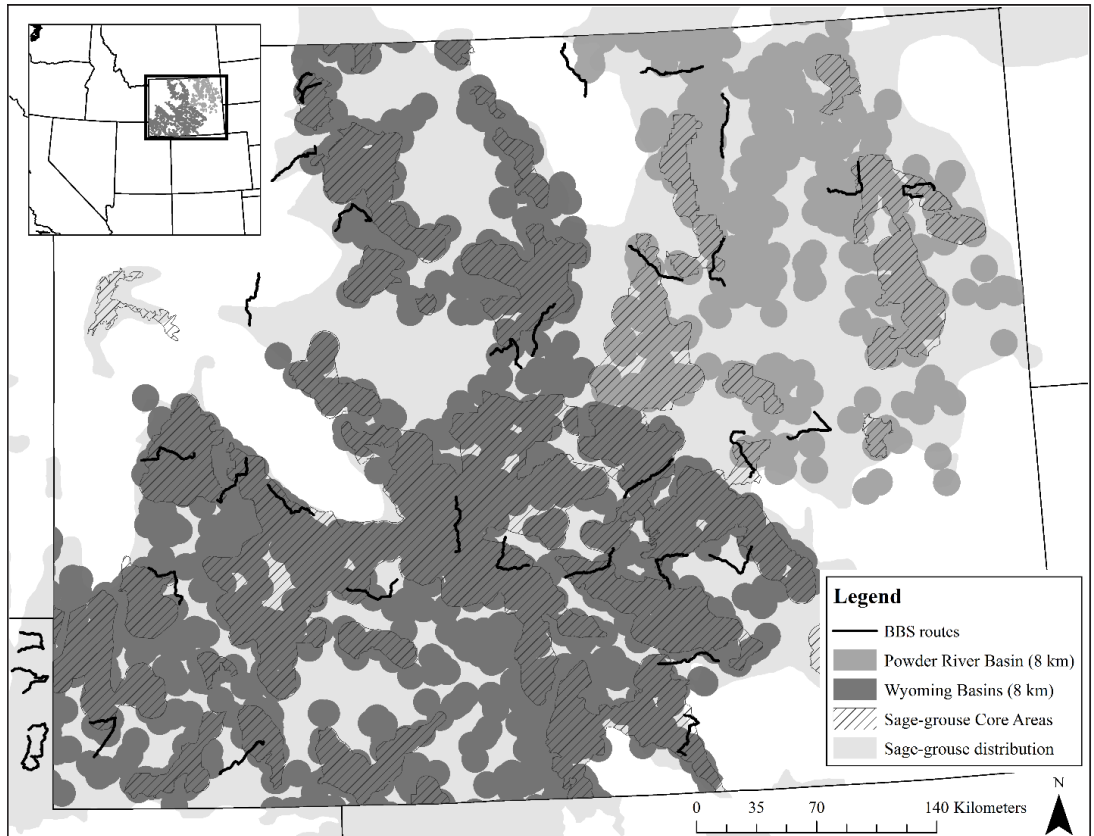 Legend
BBS routes
Powder River Basin (8 km)
Wyoming Basins (8 km)
Sage-grouse Core Areas
Sage-grouse distribution
N
0 35 70 140 Kilometers